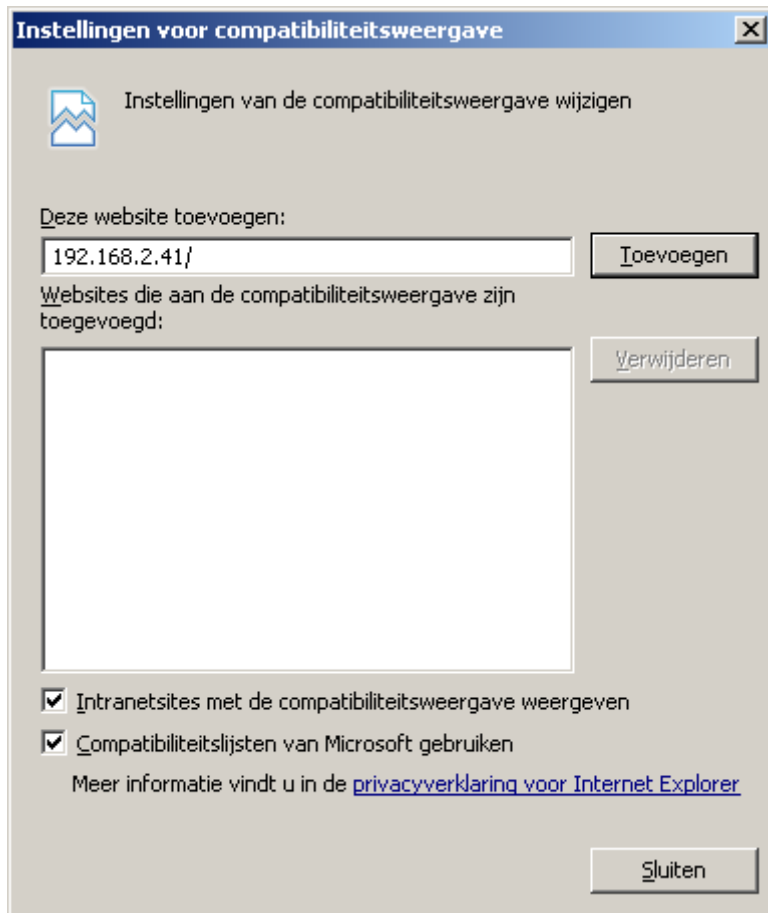 Instellingen voor compatibiliteitsweergave
Instellingen van de compatibiliteitsweergave wijzigen
Deze website toevoegen:
192.168.2.41/
Toevoegen
Websites die aan de compatibiliteitsweergave zijn
toegevoegd:
Verwijderen
Intranetsites met de compatibiliteitsweergave weergeven
Compatibiliteitslijsten van Microsoft gebruiken
Meer informatie vindt u in de privacyverklaring voor Internet Explorer
Sluiten